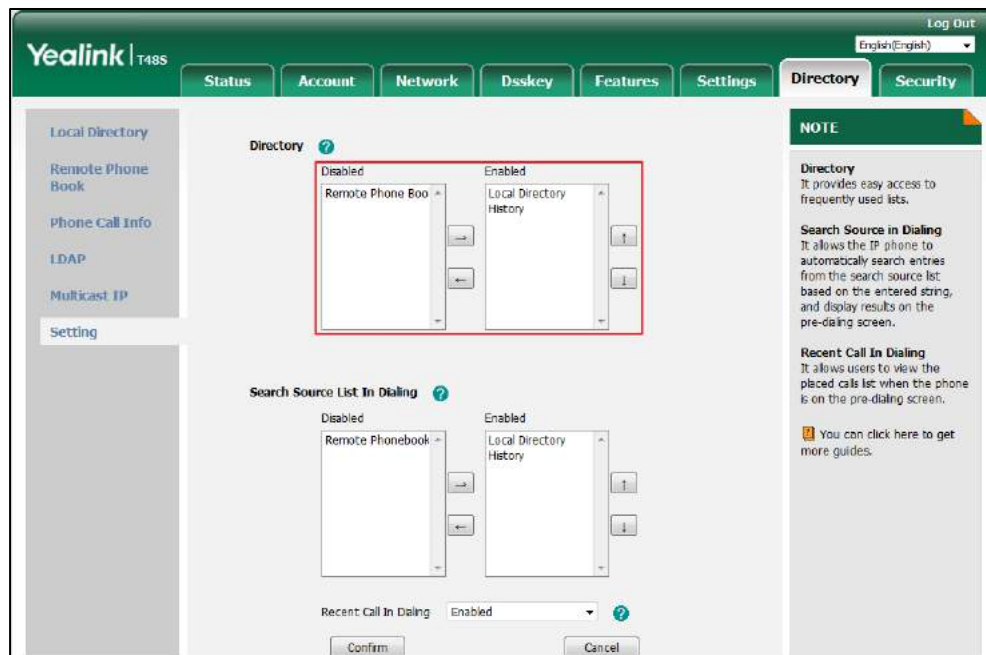 Log Out
Yealink T48S
English(English)
Status Account Network Dsskey Features Settings Directory Security
Local Directory
Remote Phone
Book
Phone Call Info
LDAP
Multicast IP
Setting
Directory ?
Disabled Enabled
Remote Phone Boo Local Directory
History
→ ↑
← ↓
Search Source List In Dialing ?
Disabled Enabled
Remote Phonebook Local Directory
History
→ ↑
← ↓
Recent Call In Dialing Enabled ?
Confirm Cancel
NOTE
Directory
It provides easy access to
frequently used lists.
Search Source in Dialing
It allows the IP phone to
automatically search entries
from the search source list
based on the entered string,
and display results on the
pre-dialing screen.
Recent Call In Dialing
It allows users to view the
placed calls list when the phone
is on the pre-dialing screen.
You can click here to get
more guides.